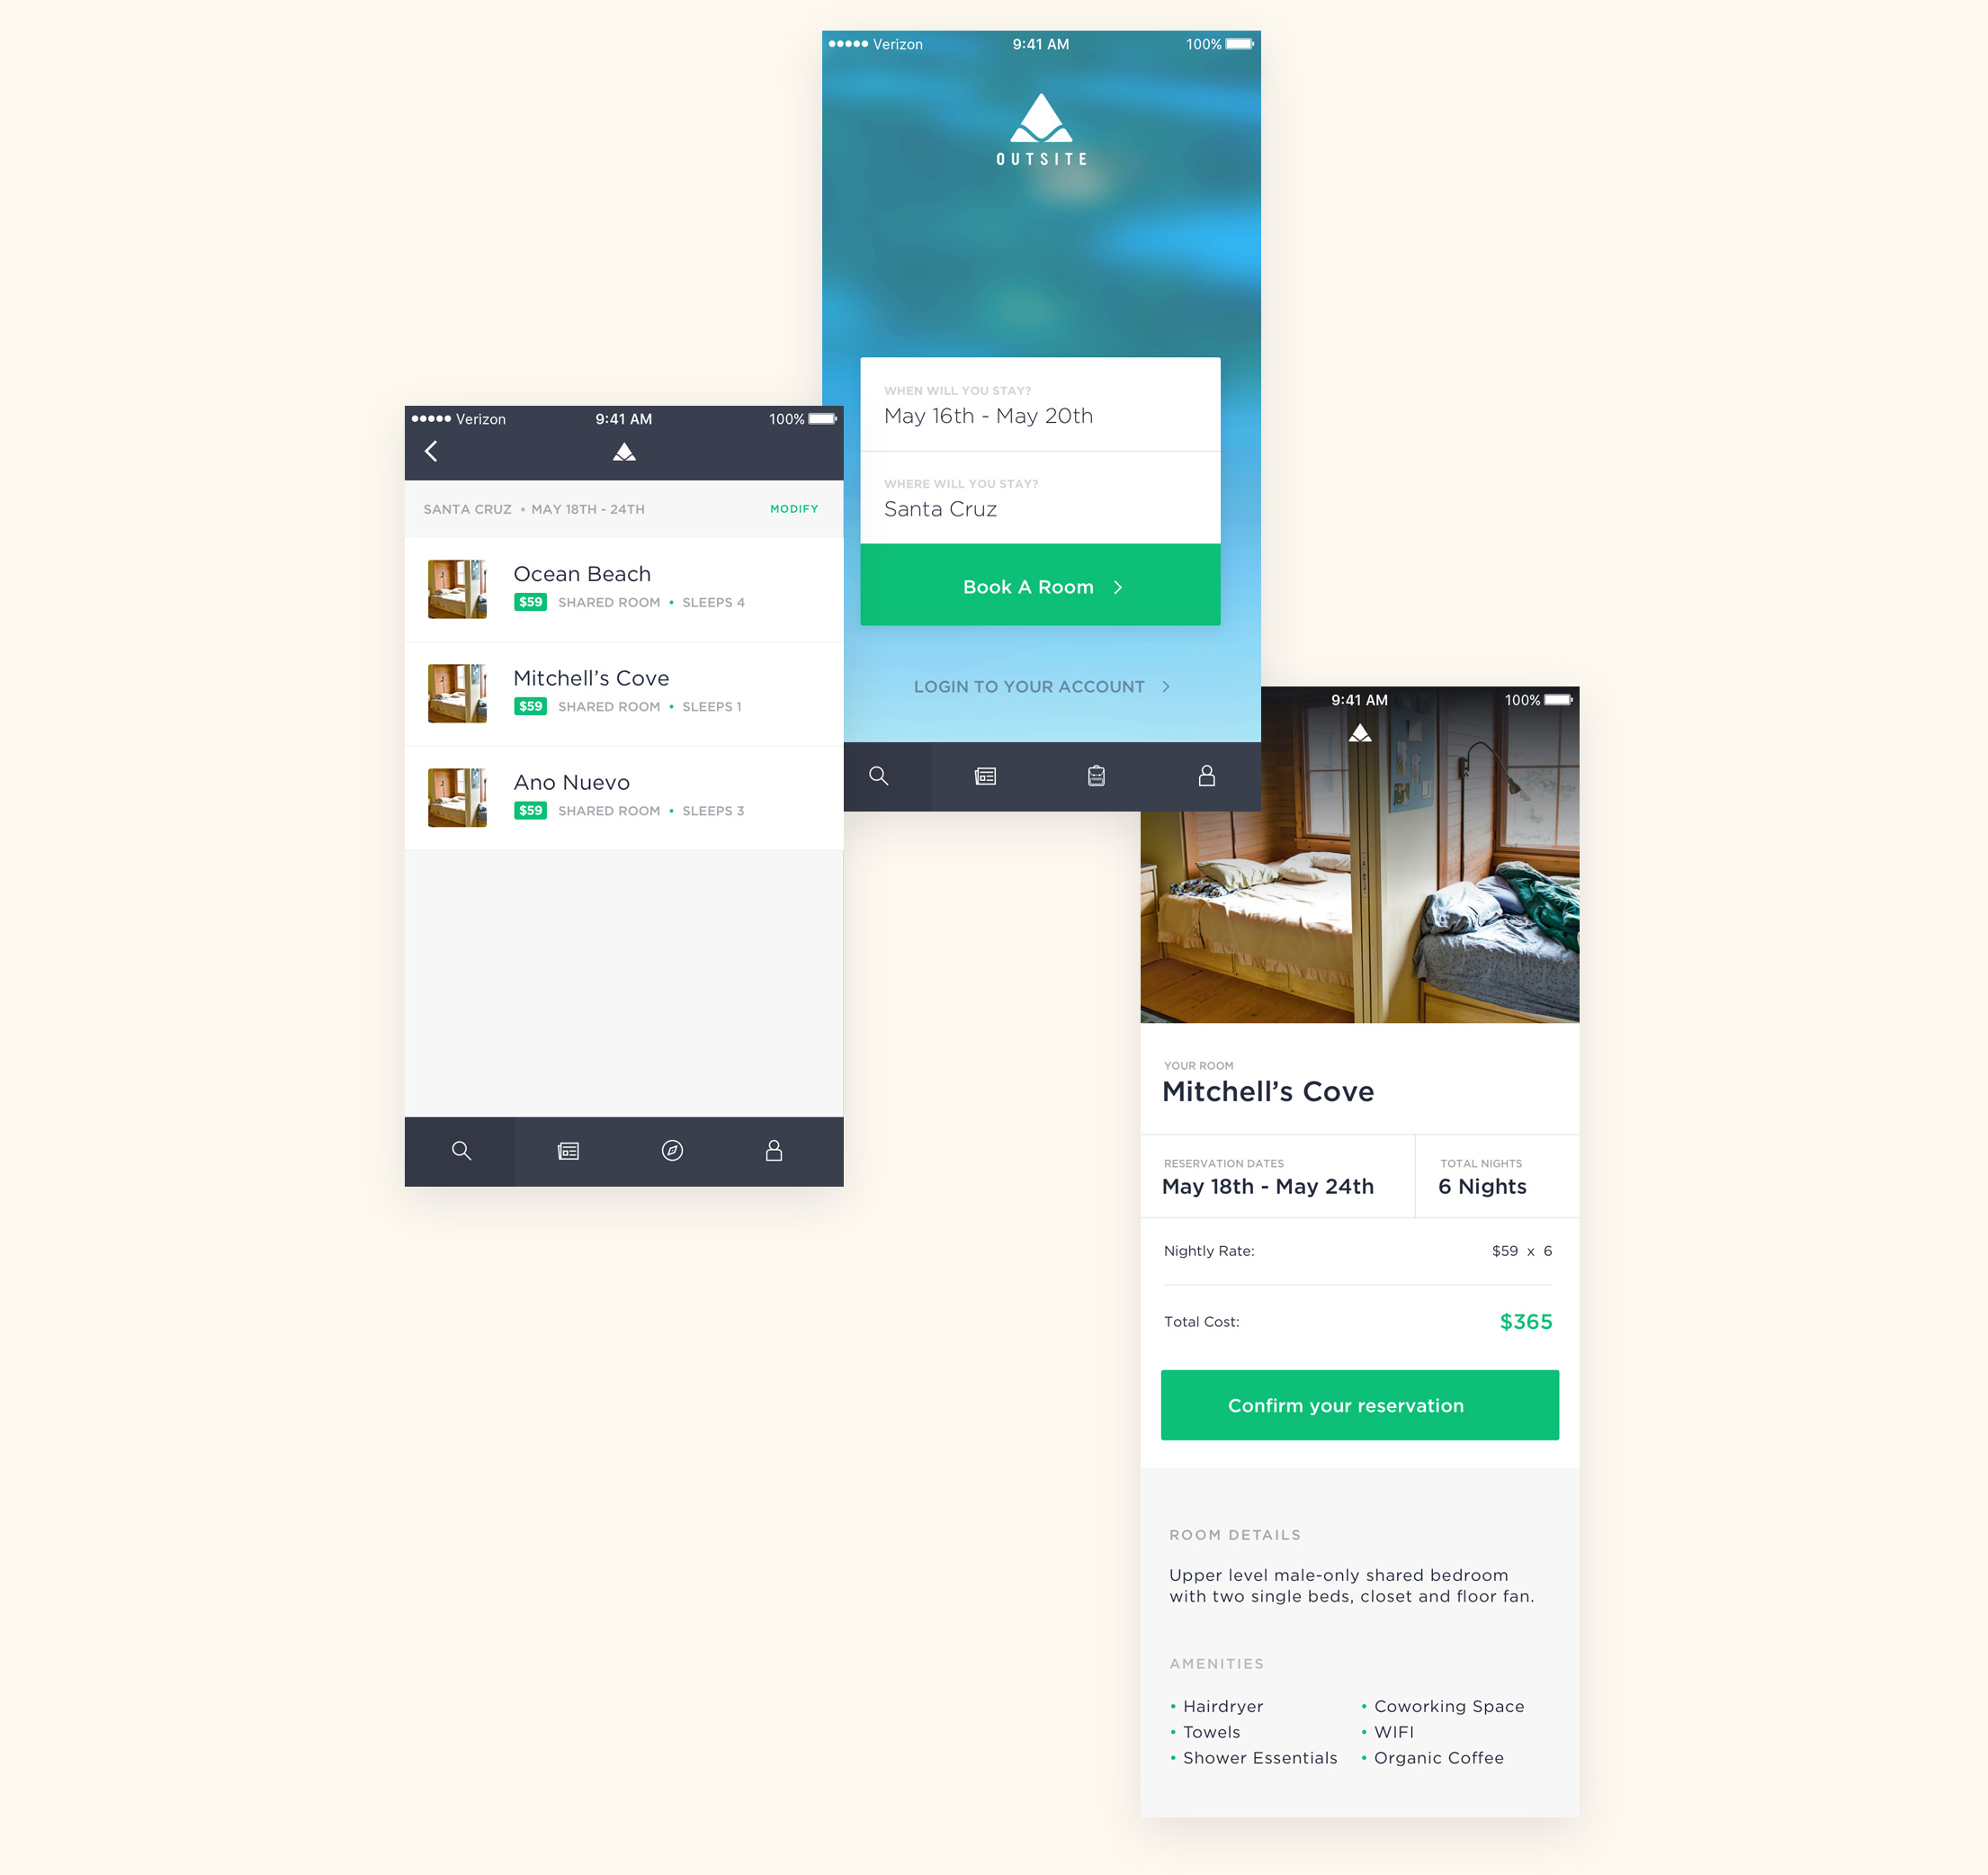 Verizon 9:41 AM 100%
OUTSITE
WHEN WILL YOU STAY?
May 16th - May 20th
WHERE WILL YOU STAY?
Santa Cruz
Book A Room
LOGIN TO YOUR ACCOUNT
Verizon 9:41 AM 100%
SANTA CRUZ • MAY 18TH - 24TH MODIFY
Ocean Beach
$59 SHARED ROOM • SLEEPS 4
Mitchell’s Cove
$59 SHARED ROOM • SLEEPS 1
Ano Nuevo
$59 SHARED ROOM • SLEEPS 3
9:41 AM 100%
YOUR ROOM
Mitchell’s Cove
RESERVATION DATES TOTAL NIGHTS
May 18th - May 24th 6 Nights
Nightly Rate: $59 x 6
Total Cost: $365
Confirm your reservation
ROOM DETAILS
Upper level male-only shared bedroom
with two single beds, closet and floor fan.
AMENITIES
• Hairdryer • Coworking Space
• Towels • WIFI
• Shower Essentials • Organic Coffee